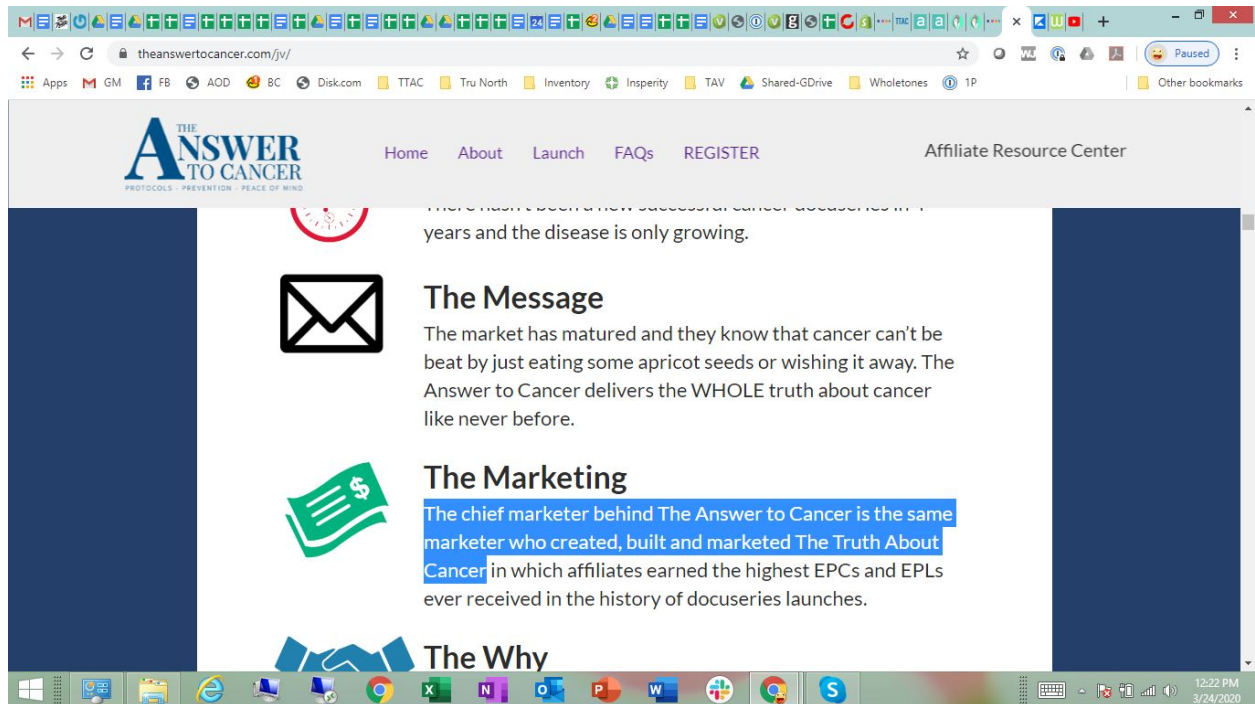 24
TTAC
theanswertocancer.com/jv/
Paused
Apps GM FB AOD BC Disk.com TTAC Tru North Inventory Insperity TAV Shared-GDrive Wholetones 1P Other bookmarks
THE
ANSWER
TO CANCER
PROTOCOLS - PREVENTION - PEACE OF MIND
Home About Launch FAQs REGISTER Affiliate Resource Center
years and the disease is only growing.
The Message
The market has matured and they know that cancer can't be
beat by just eating some apricot seeds or wishing it away. The
Answer to Cancer delivers the WHOLE truth about cancer
like never before.
The Marketing
The chief marketer behind The Answer to Cancer is the same
marketer who created, built and marketed The Truth About
Cancer in which affiliates earned the highest EPCs and EPLs
ever received in the history of docuseries launches.
The Why
12:22 PM
3/24/2020